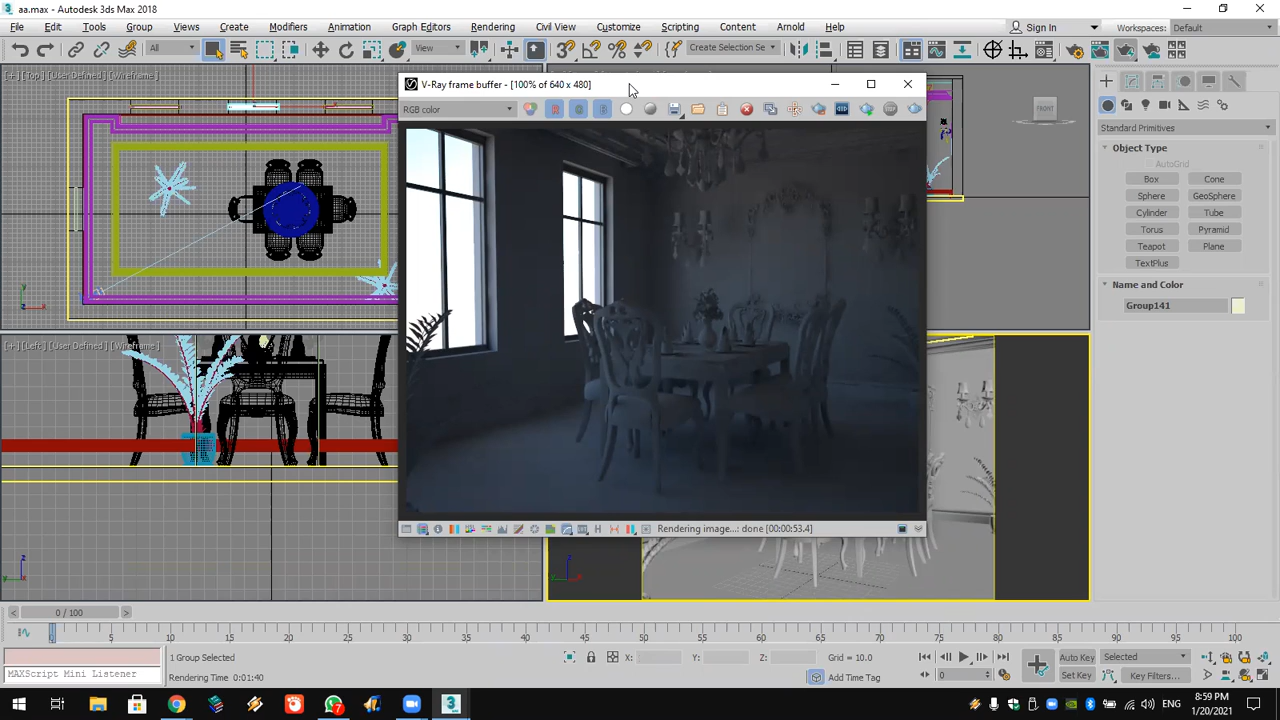 aa.max - Autodesk 3ds Max 2018
File Edit Tools Group Views Create Modifiers Animation Graph Editors Rendering Civil View Customize Scripting Content Arnold Help
Sign In
Workspaces: Default
All
View
Create Selection Se
[+] [Top] [User Defined] [Wireframe]
V-Ray frame buffer - [100% of 640 x 480]
RGB color
R G B
FRONT
Standard Primitives
Object Type
AutoGrid
Box Cone
Sphere GeoSphere
Cylinder Tube
Torus Pyramid
Teapot Plane
TextPlus
Name and Color
Group141
[+] [Left] [User Defined] [Wireframe]
Rendering image...: done [00:00:53.4]
0 / 100
0 5 10 15 20 25 30 35 40 45 50 55 60 65 70 75 80 85 90 95 100
MAXScript Mini Listener
1 Group Selected
Rendering Time 0:01:40
X: Y: Z: Grid = 10.0
Add Time Tag
Auto Key Selected
Set Key Key Filters...
0
ENG
8:59 PM
1/20/2021